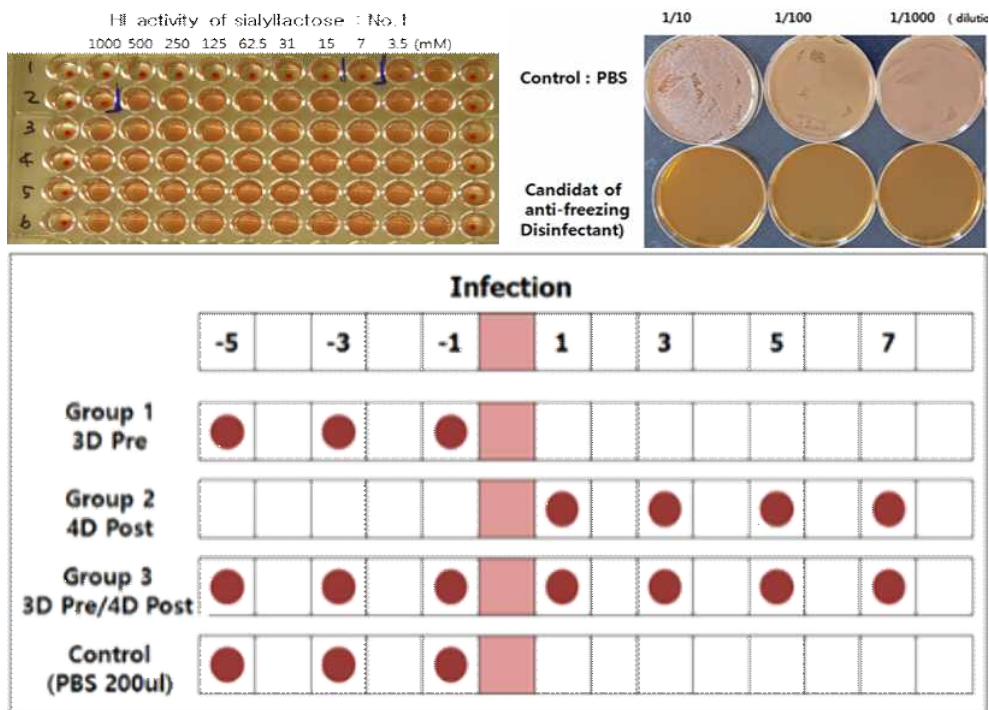 HI activity of sialyllactose : No.1
1000 500 250 125 62.5 31 15 7 3.5 (mM)
1
2
3
4
5
6
1/10 1/100 1/1000 ( dilutio
Control : PBS
Candidat of
anti-freezing
Disinfectant)
Infection
-5 -3 -1 1 3 5 7
Group 1
3D Pre
Group 2
4D Post
Group 3
3D Pre/4D Post
Control
(PBS 200ul)